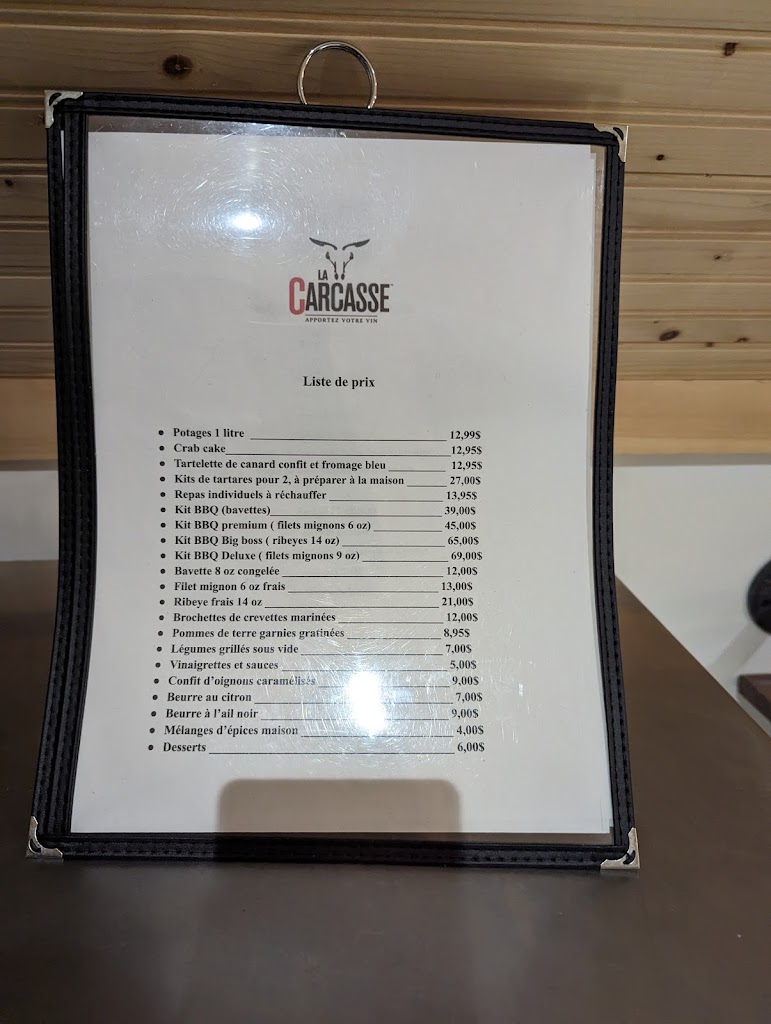 LA
CARCASSE
APPORTEZ VOTRE VIN
Liste de prix
• Potages 1 litre 12,99$
• Crab cake 12,95$
• Tartelette de canard confit et fromage bleu 12,95$
• Kits de tartares pour 2, à préparer à la maison 27,00$
• Repas individuels à réchauffer 13,95$
• Kit BBQ (bavettes) 39,00$
• Kit BBQ premium ( filets mignons 6 oz) 45,00$
• Kit BBQ Big boss ( ribeyes 14 oz) 65,00$
• Kit BBQ Deluxe ( filets mignons 9 oz) 69,00$
• Bavette 8 oz congelée 12,00$
• Filet mignon 6 oz frais 13,00$
• Ribeye frais 14 oz 21,00$
• Brochettes de crevettes marinées 12,00$
• Pommes de terre garnies gratinées 8,95$
• Légumes grillés sous vide 7,00$
• Vinaigrettes et sauces 5,00$
• Confit d’oignons caramélisés 9,00$
• Beurre au citron 7,00$
• Beurre à l’ail noir 9,00$
• Mélanges d’épices maison 4,00$
• Desserts 6,00$